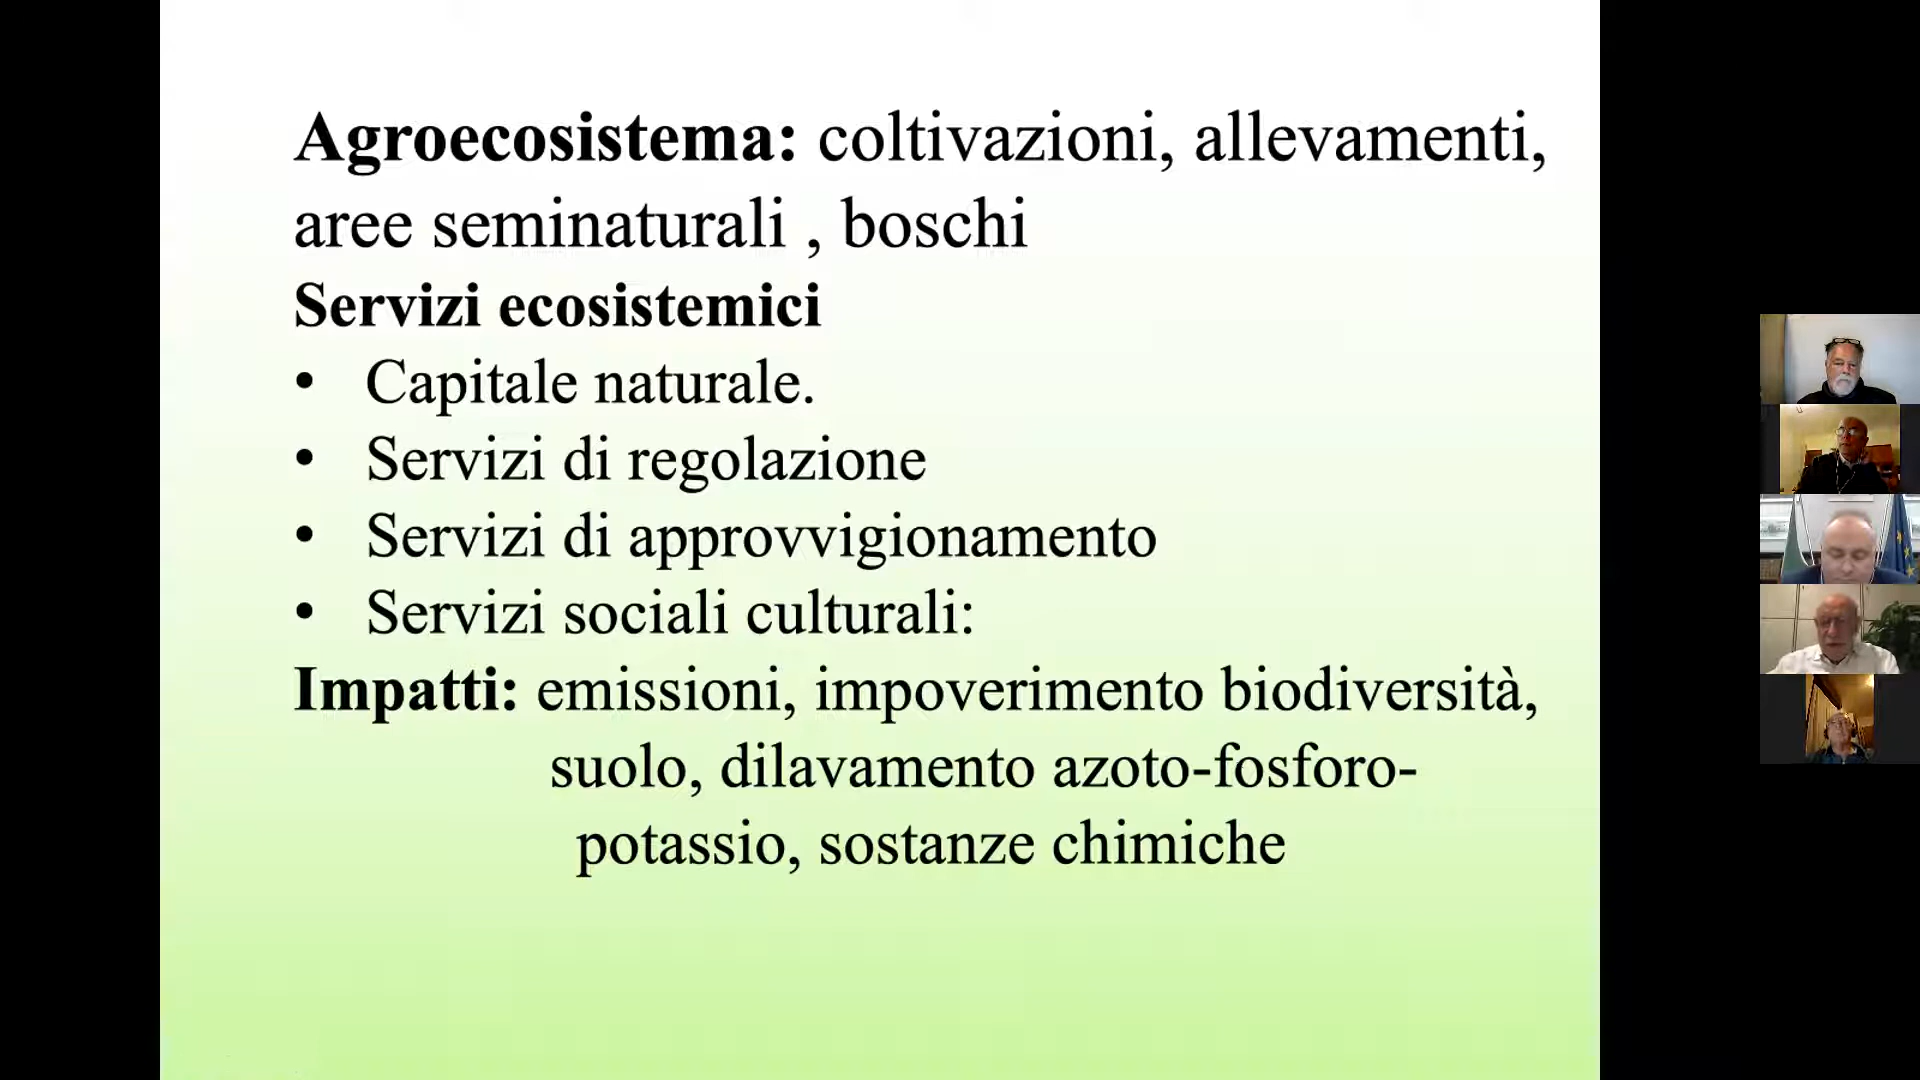 Agroecosistema: coltivazioni, allevamenti,
aree seminaturali , boschi
Servizi ecosistemici
• Capitale naturale.
• Servizi di regolazione
• Servizi di approvvigionamento
• Servizi sociali culturali:
Impatti: emissioni, impoverimento biodiversità,
suolo, dilavamento azoto-fosforo-
potassio, sostanze chimiche